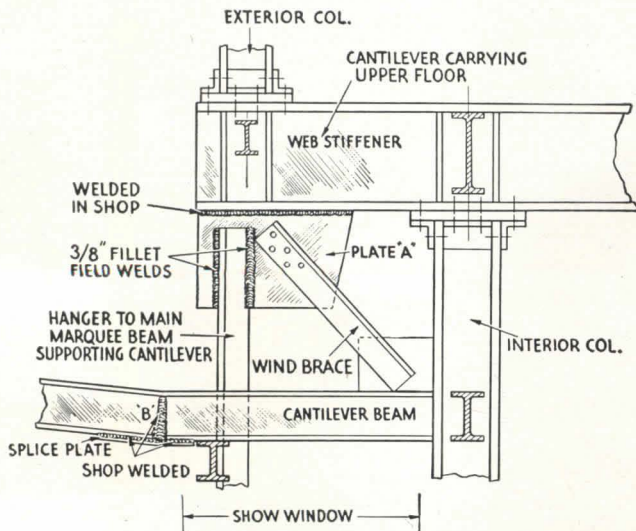 EXTERIOR COL.
CANTILEVER CARRYING
UPPER FLOOR
WEB STIFFENER
WELDED
IN SHOP
3/8" FILLET
FIELD WELDS
PLATE "A"
HANGER TO MAIN
MARQUEE BEAM
SUPPORTING CANTILEVER
WIND BRACE
INTERIOR COL.
'B'
CANTILEVER BEAM
SPLICE PLATE
SHOP WELDED
SHOW WINDOW